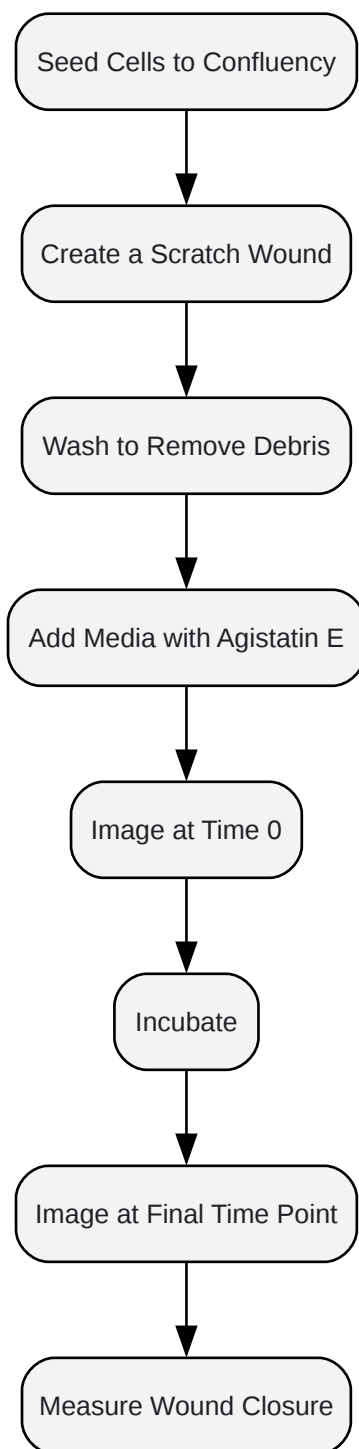 Seed Cells to Confluency
Create a Scratch Wound
Wash to Remove Debris
Add Media with Agistatin E
Image at Time 0
Incubate
Image at Final Time Point
Measure Wound Closure